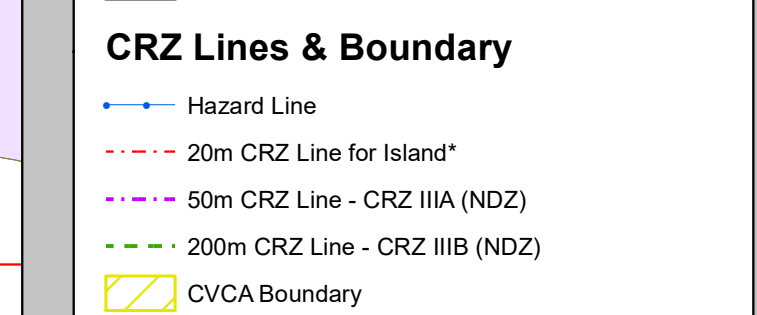 CRZ Lines & Boundary
Hazard Line
20m CRZ Line for Island*
50m CRZ Line - CRZ IIIA (NDZ)
200m CRZ Line - CRZ IIIB (NDZ)
CVCA Boundary